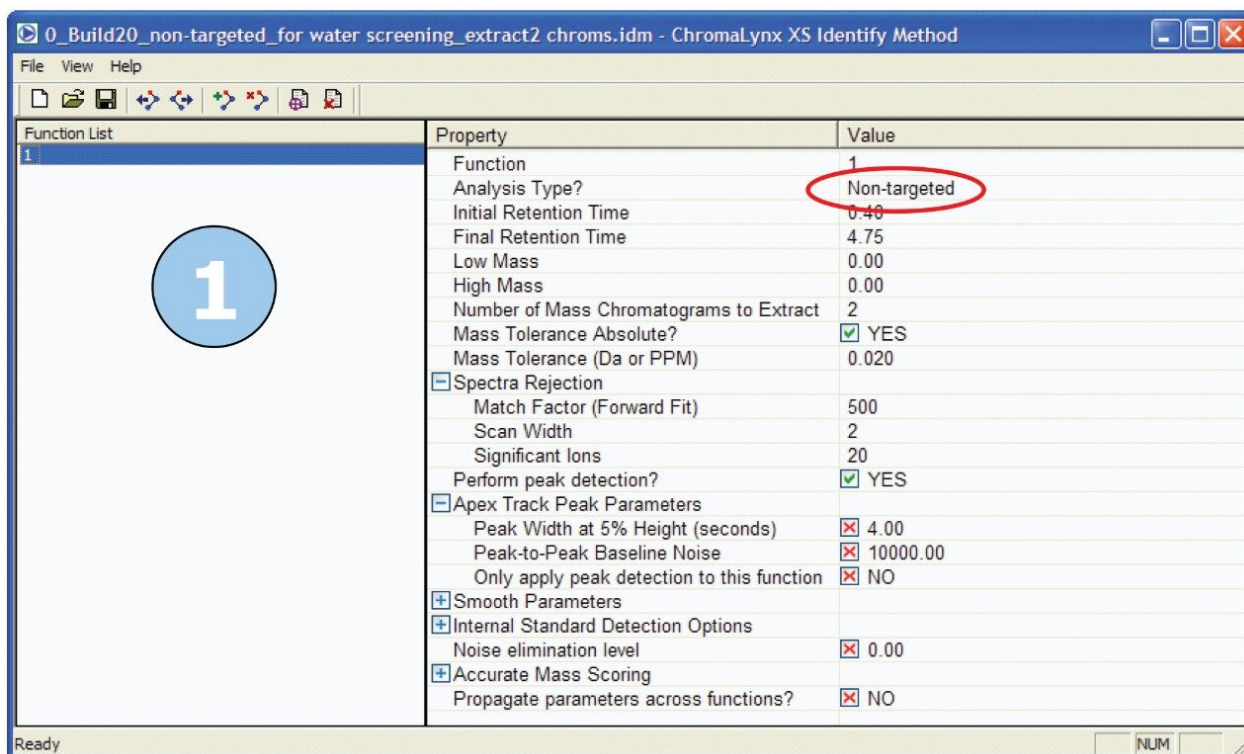 0_Build20_non-targeted_for water screening_extract2 chroms.idm - ChromaLynx XS Identify Method
File View Help
Function List
1
1
Property Value
Function 1
Analysis Type? Non-targeted
Initial Retention Time 0.40
Final Retention Time 4.75
Low Mass 0.00
High Mass 0.00
Number of Mass Chromatograms to Extract 2
Mass Tolerance Absolute? YES
Mass Tolerance (Da or PPM) 0.020
Spectra Rejection
Match Factor (Forward Fit) 500
Scan Width 2
Significant Ions 20
Perform peak detection? YES
Apex Track Peak Parameters
Peak Width at 5% Height (seconds) 4.00
Peak-to-Peak Baseline Noise 10000.00
Only apply peak detection to this function NO
Smooth Parameters
Internal Standard Detection Options
Noise elimination level 0.00
Accurate Mass Scoring
Propagate parameters across functions? NO
Ready NUM